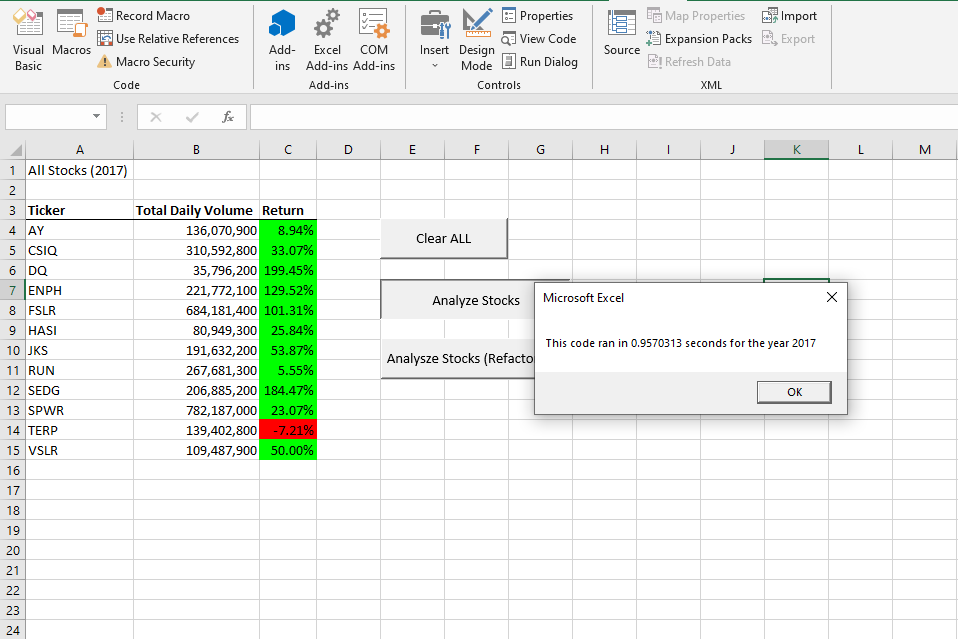 Visual Basic
Macros
Record Macro
Use Relative References
Macro Security
Code
Add-ins
Excel Add-ins
COM Add-ins
Add-ins
Insert
Design Mode
Properties
View Code
Run Dialog
Controls
Source
Map Properties
Expansion Packs
Refresh Data
Import
Export
XML
fx
A B C D E F G H I J K L M
1 All Stocks (2017)
2
3 Ticker Total Daily Volume Return
4 AY 136,070,900 8.94%
5 CSIQ 310,592,800 33.07%
6 DQ 35,796,200 199.45%
7 ENPH 221,772,100 129.52%
8 FSLR 684,181,400 101.31%
9 HASI 80,949,300 25.84%
10 JKS 191,632,200 53.87%
11 RUN 267,681,300 5.55%
12 SEDG 206,885,200 184.47%
13 SPWR 782,187,000 23.07%
14 TERP 139,402,800 -7.21%
15 VSLR 109,487,900 50.00%
16
17
18
19
20
21
22
23
24
Clear ALL
Analyze Stocks
Analysze Stocks (Refacto
Microsoft Excel
This code ran in 0.9570313 seconds for the year 2017
OK